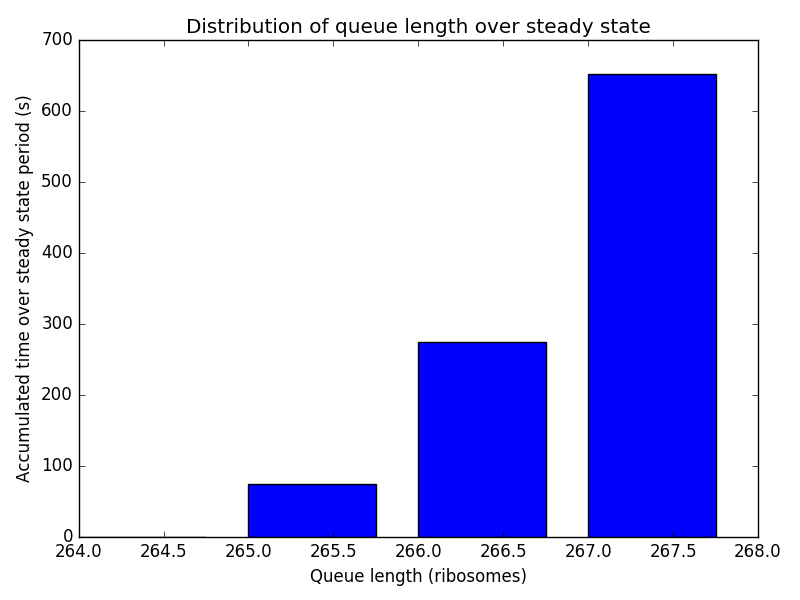 Distribution of queue length over steady state
700
600
500
400
300
200
100
0
Accumulated time over steady state period (s)
264.0 264.5 265.0 265.5 266.0 266.5 267.0 267.5 268.0
Queue length (ribosomes)